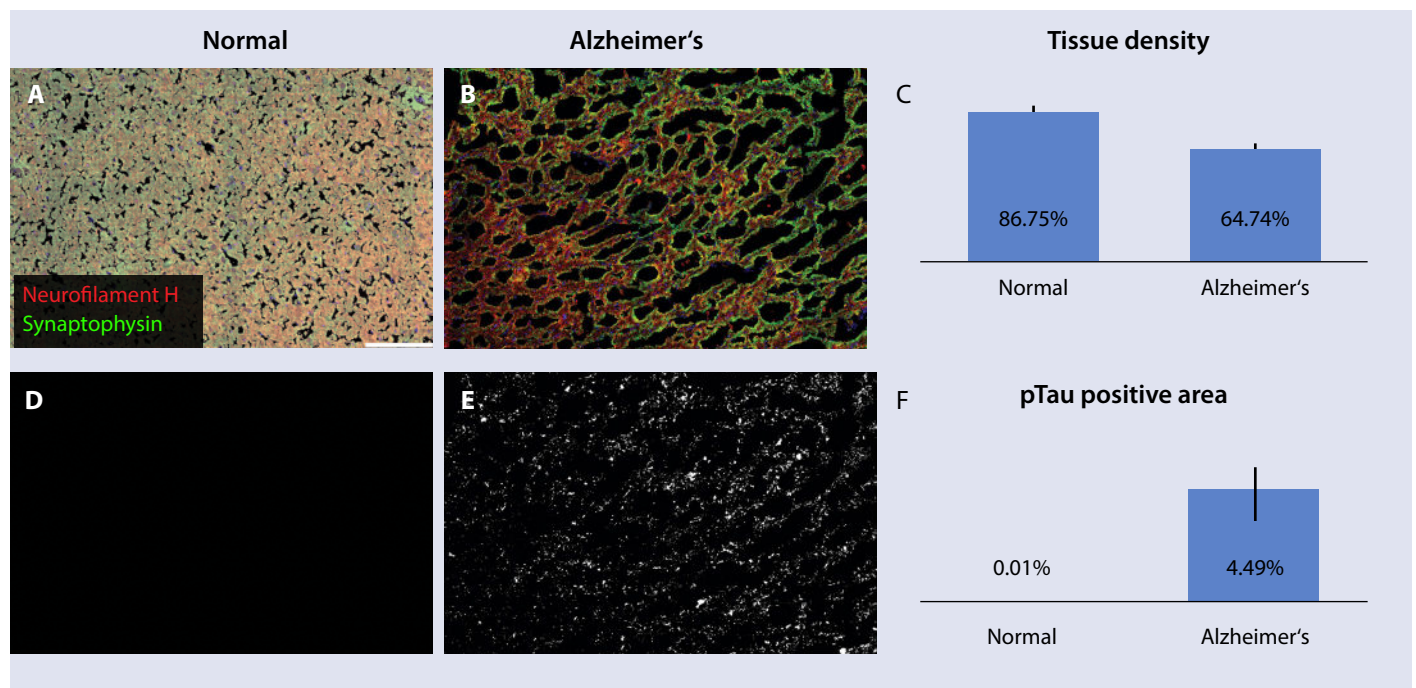 Normal
Alzheimer‘s
Tissue density
A
B
C
86.75%
64.74%
Normal
Alzheimer‘s
Neurofilament H
Synaptophysin
D
E
F
pTau positive area
0.01%
4.49%
Normal
Alzheimer‘s